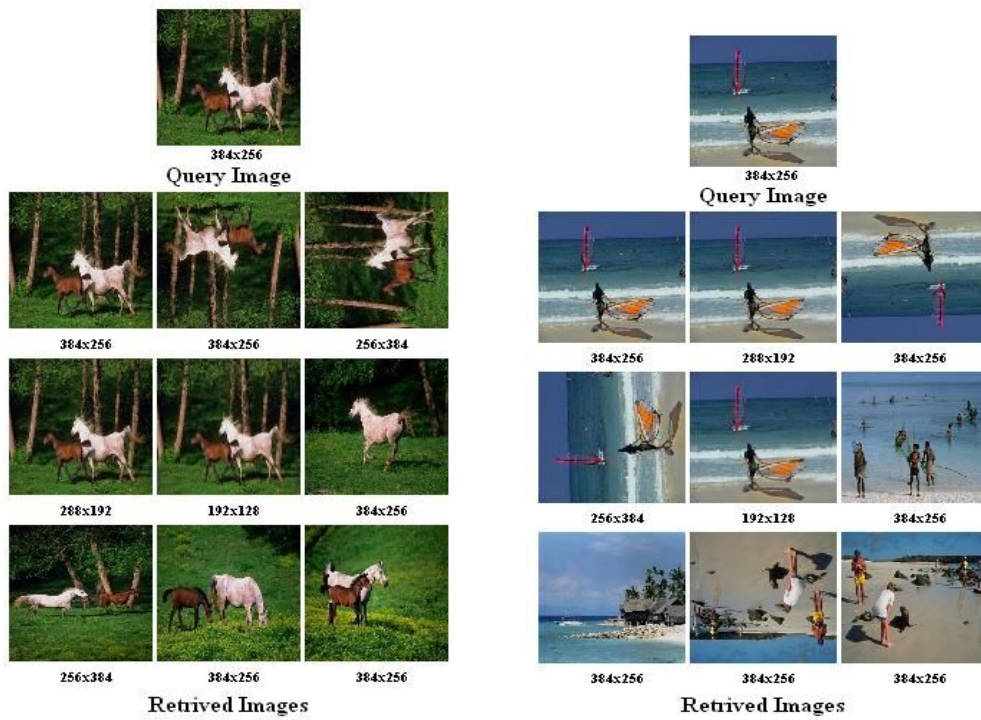 384x256
Query Image
384x256 384x256 256x384
288x192 192x128 384x256
256x384 384x256 384x256
Retrived Images
384x256
Query Image
384x256 288x192 384x256
256x384 192x128 384x256
384x256 384x256 384x256
Retrived Images